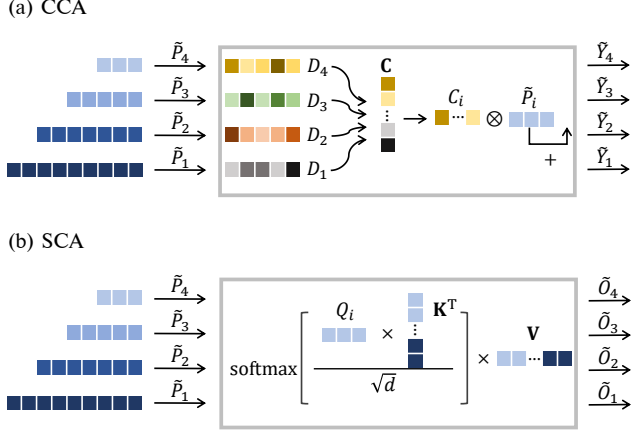 (a) CCA
P̃₄ D₄ C Ỹ₄
P̃₃ D₃ Cᵢ ··· ⊗ P̃ᵢ Ỹ₃
P̃₂ D₂ ⋮ + Ỹ₂
P̃₁ D₁ Ỹ₁
(b) SCA
P̃₄ Qᵢ × Kᵀ Õ₄
P̃₃ V Õ₃
P̃₂ softmax √d × ··· Õ₂
P̃₁ Õ₁